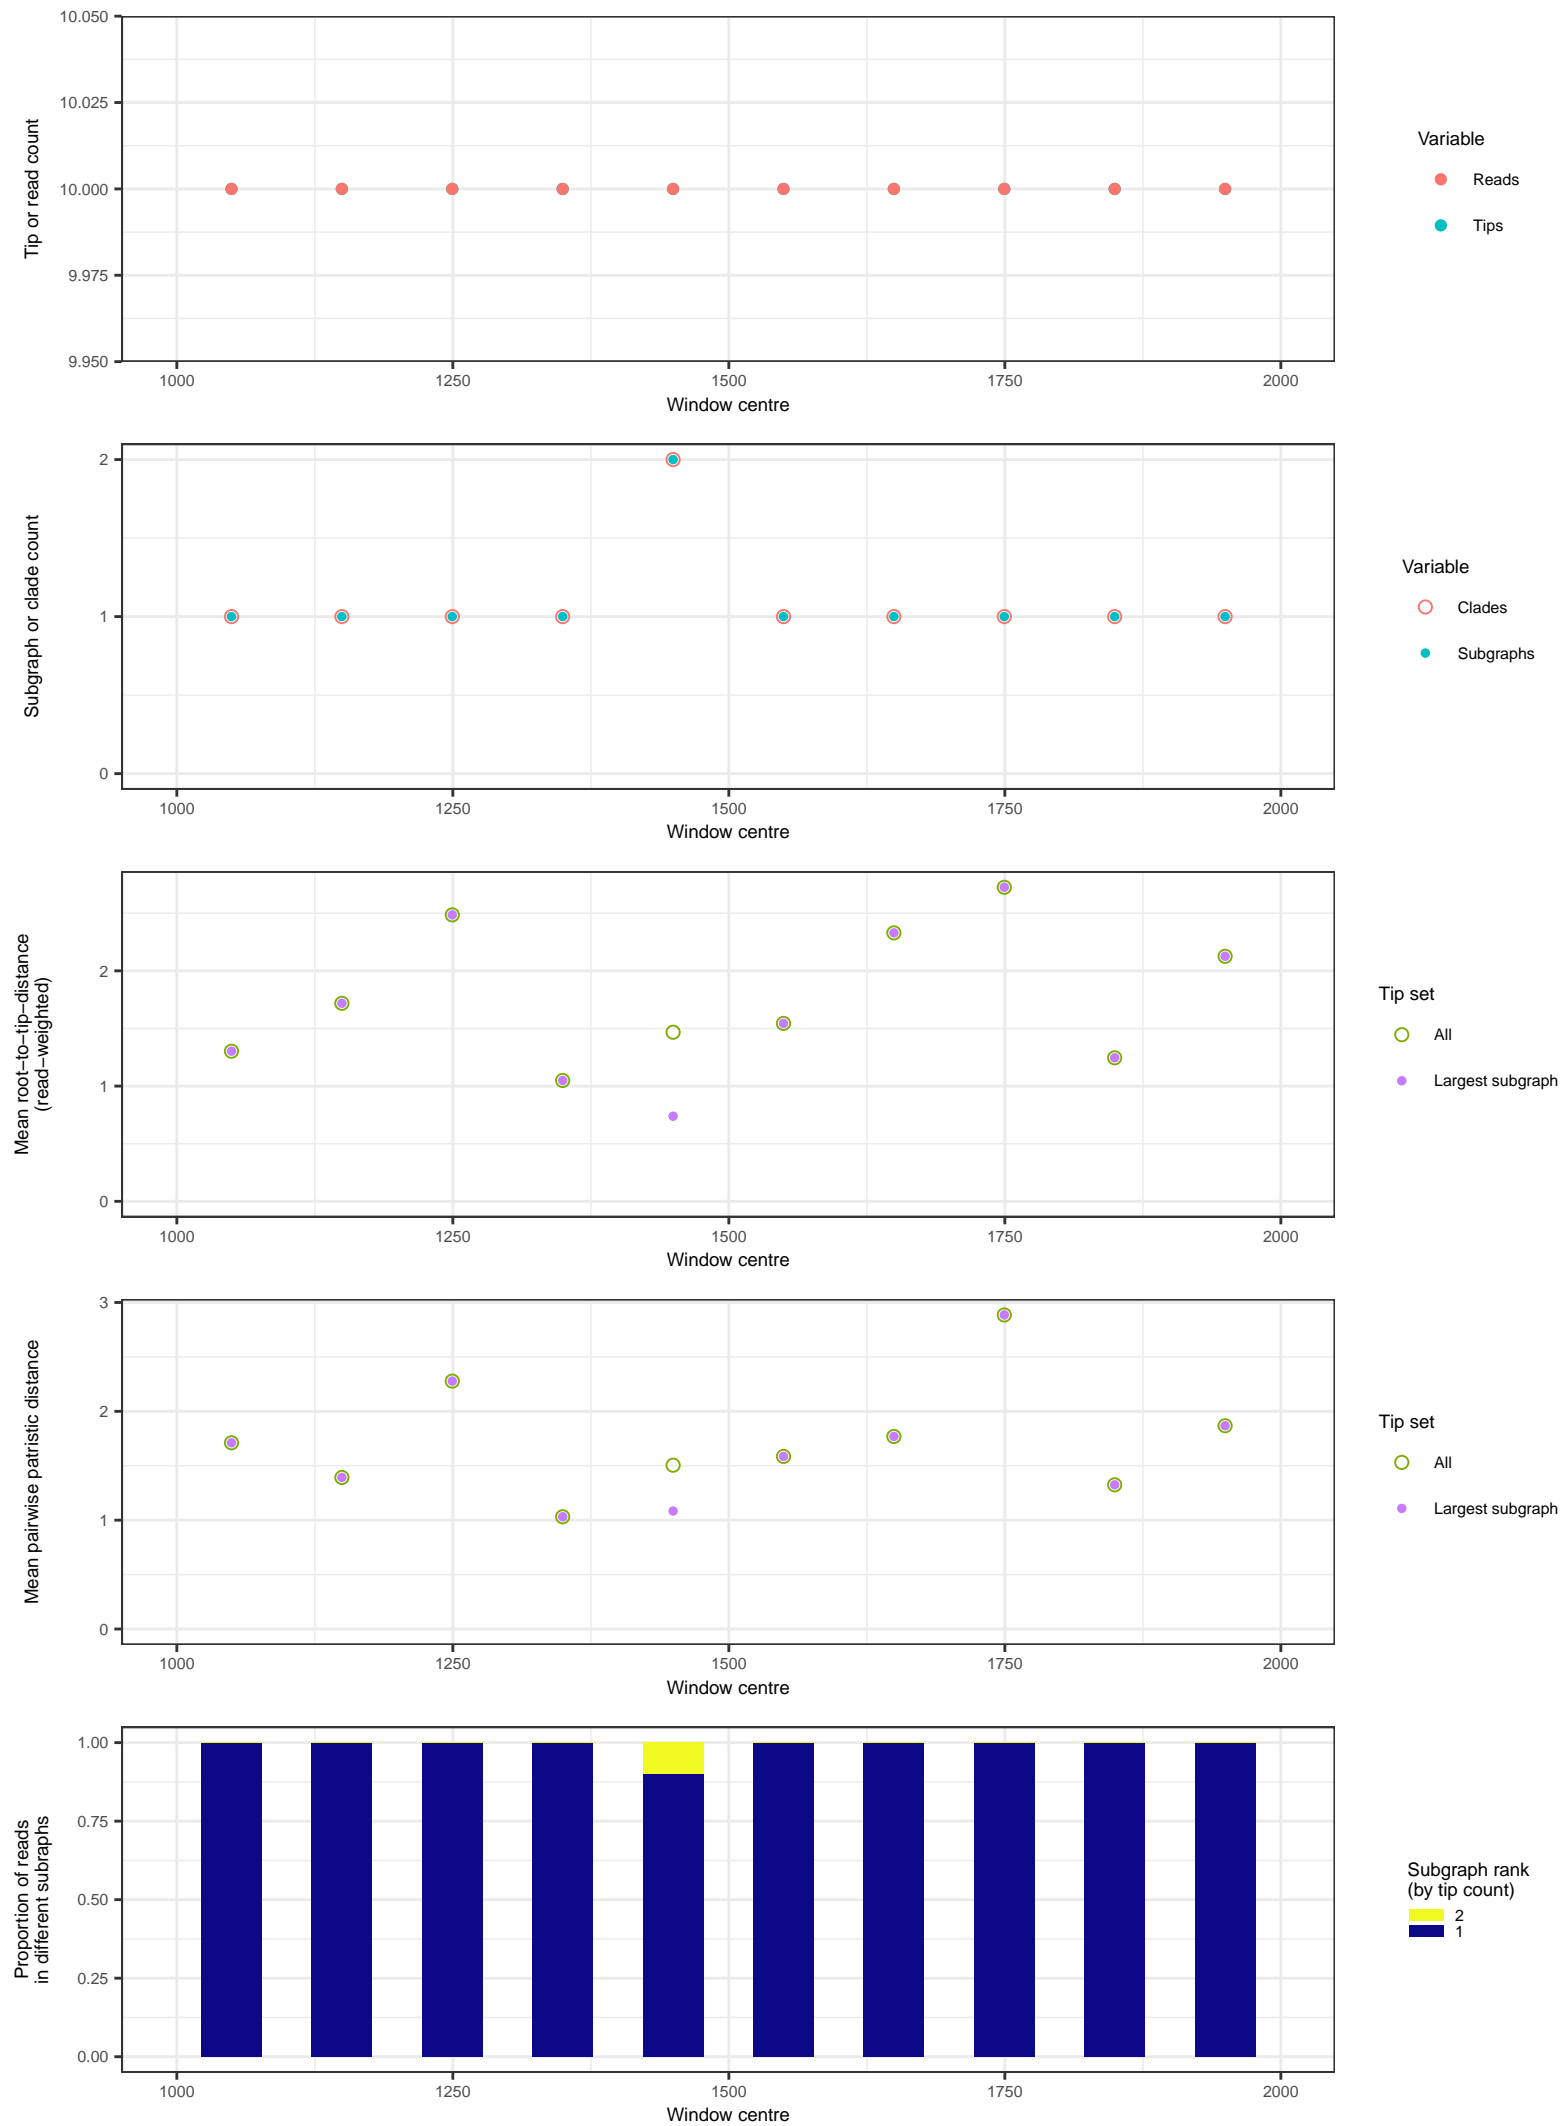 10.050
10.025
10.000
9.975
9.950
Tip or read count
1000 1250 1500 1750 2000
Window centre
Variable
Reads
Tips
2
1
0
Subgraph or clade count
1000 1250 1500 1750 2000
Window centre
Variable
Clades
Subgraphs
2
1
0
Mean root−to−tip−distance
(read−weighted)
1000 1250 1500 1750 2000
Window centre
Tip set
All
Largest subgraph
3
2
1
0
Mean pairwise patristic distance
1000 1250 1500 1750 2000
Window centre
Tip set
All
Largest subgraph
1.00
0.75
0.50
0.25
0.00
Proportion of reads
in different subraphs
1000 1250 1500 1750 2000
Window centre
Subgraph rank
(by tip count)
2
1